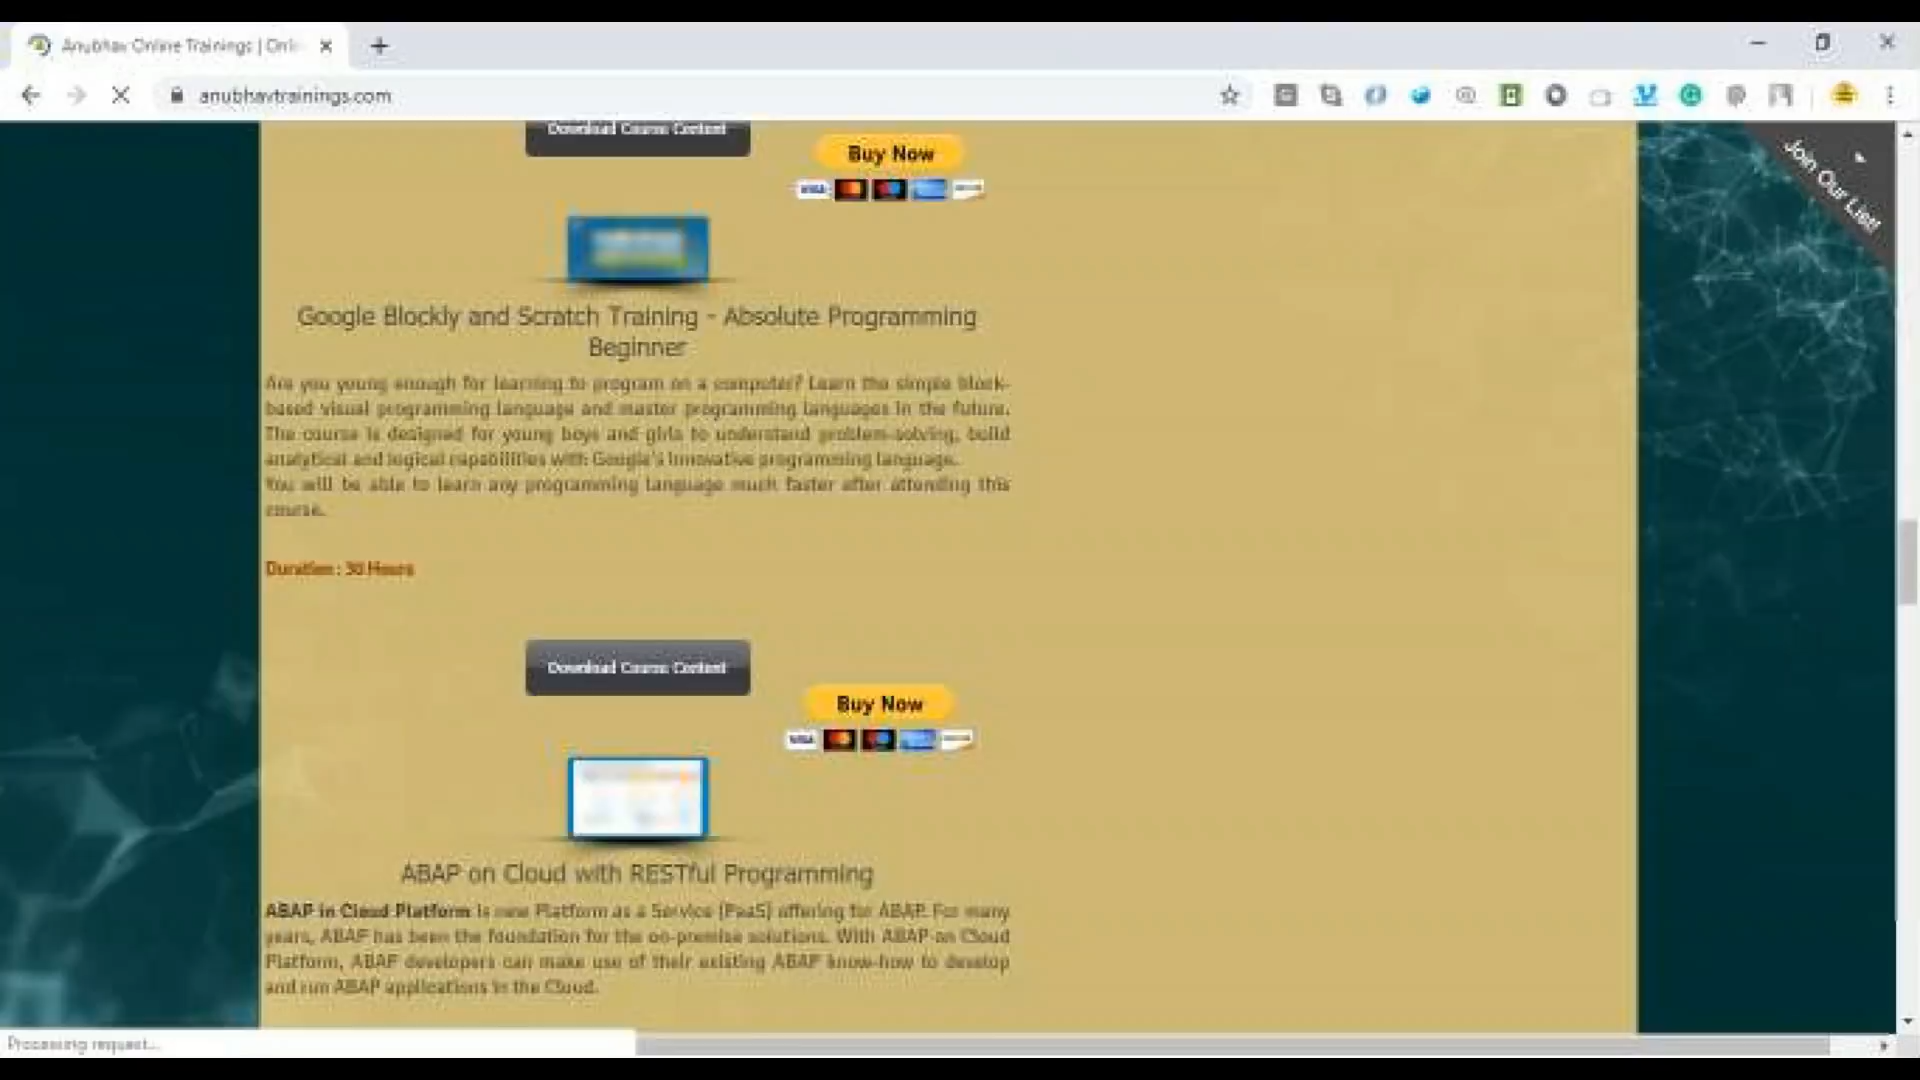 Anubhav Online Trainings | Onli
anubhavtrainings.com
Join Our List!
Download Course Content
Buy Now
VISA
Google Blockly and Scratch Training - Absolute Programming
Beginner
Are you young enough for learning to program on a computer? Learn the simple block-
based visual programming language and master programming languages in the future.
The course is designed for young boys and girls to understand problem-solving, build
analytical and logical capabilities with Google's innovative programming language.
You will be able to learn any programming language much faster after attending this
course.
Duration : 30 Hours
Download Course Content
Buy Now
VISA
ABAP on Cloud with RESTful Programming
ABAP in Cloud Platform is new Platform as a Service (PaaS) offering for ABAP. For many
years, ABAP has been the foundation for the on-premise solutions. With ABAP on Cloud
Platform, ABAP developers can make use of their existing ABAP know-how to develop
and run ABAP applications in the Cloud.
Processing request...